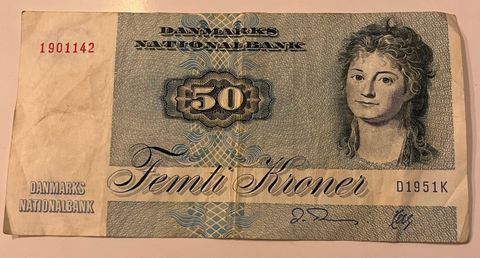 1901142
DANMARKS
NATIONALBANK
50
Femti Kroner
D1951K
DANMARKS
NATIONALBANK